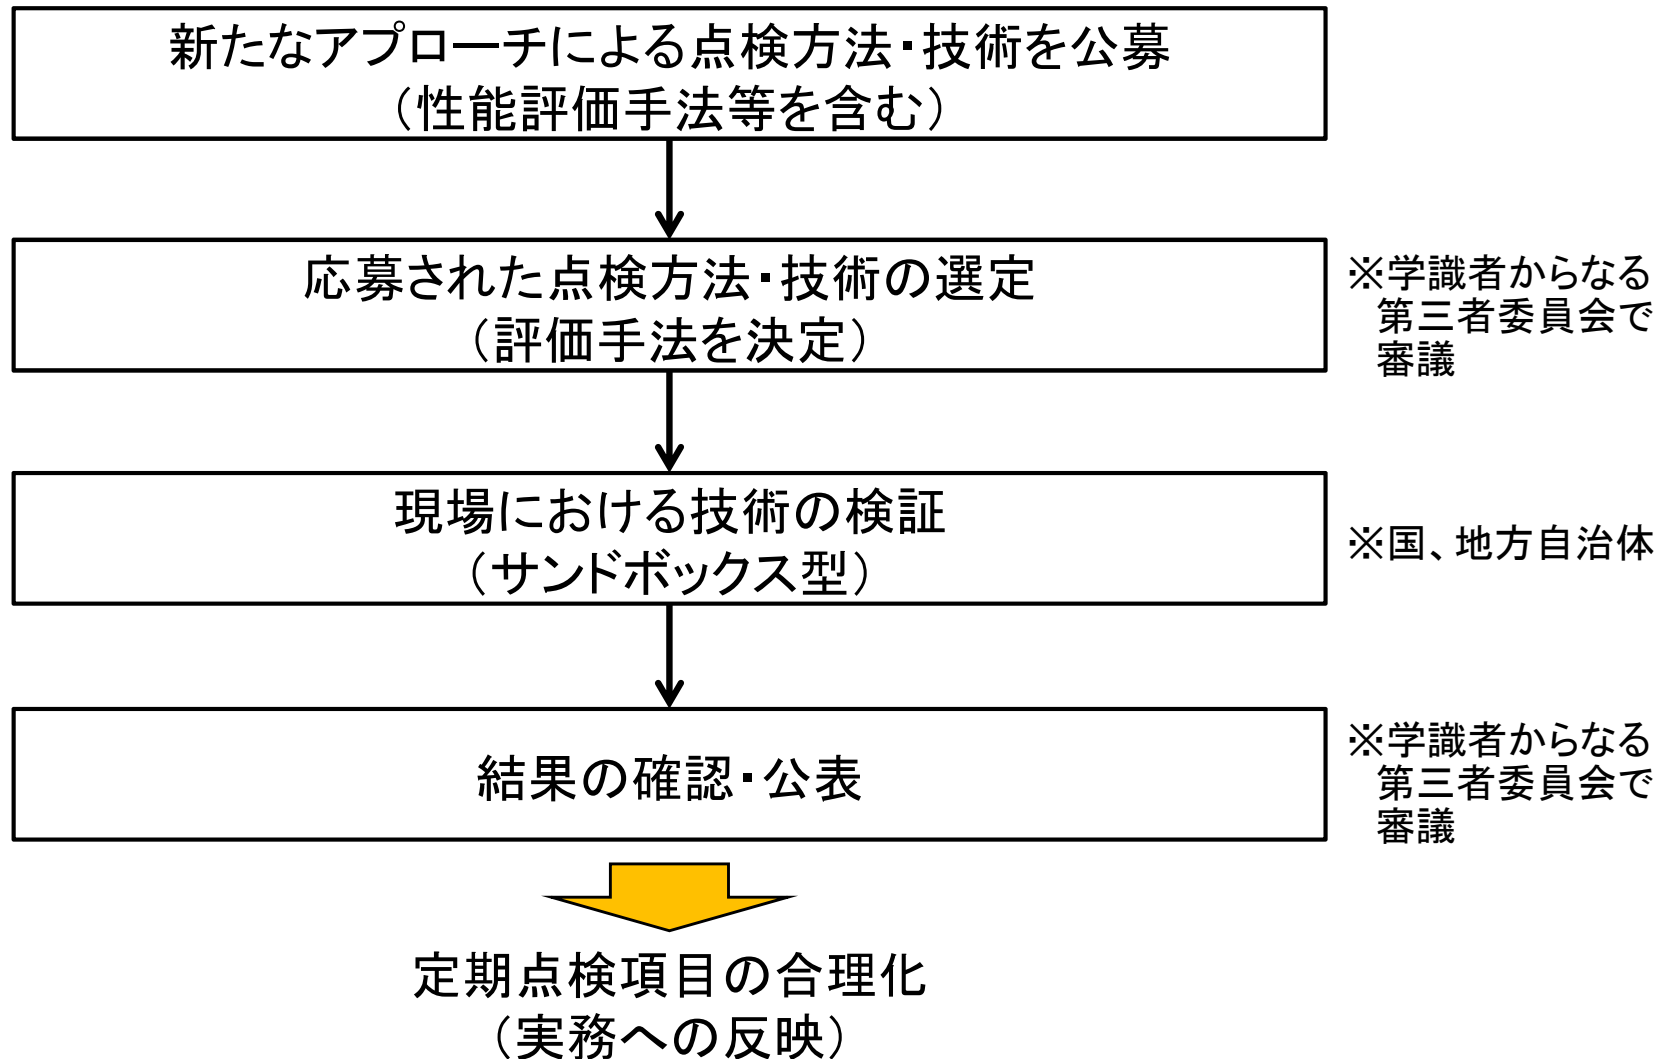 新たなアプローチによる点検方法・技術を公募
（性能評価手法等を含む）
応募された点検方法・技術の選定
（評価手法を決定）
※学識者からなる
第三者委員会で
審議
現場における技術の検証
（サンドボックス型）
※国、地方自治体
結果の確認・公表
※学識者からなる
第三者委員会で
審議
定期点検項目の合理化
（実務への反映）